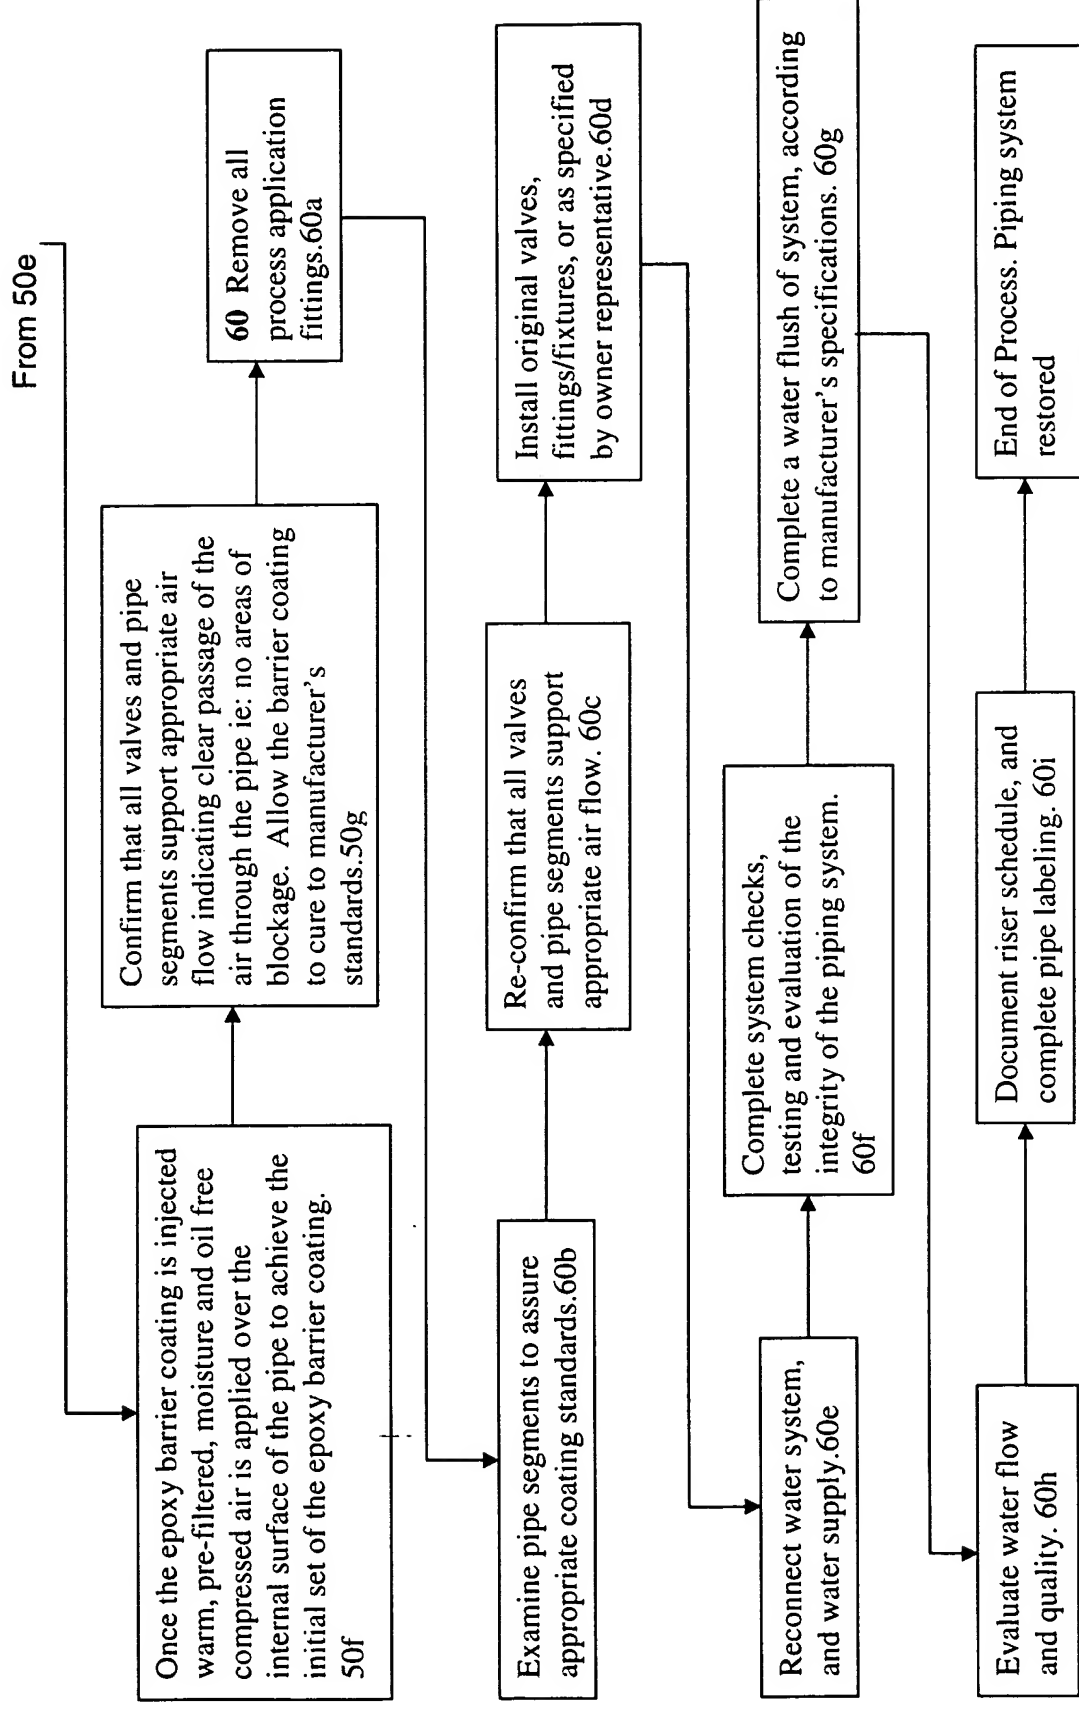 From 50e
Once the epoxy barrier coating is injected
warm, pre-filtered, moisture and oil free
compressed air is applied over the
internal surface of the pipe to achieve the
initial set of the epoxy barrier coating.
50f
Confirm that all valves and pipe
segments support appropriate air
flow indicating clear passage of the
air through the pipe ie: no areas of
blockage. Allow the barrier coating
to cure to manufacturer's
standards.50g
60 Remove all
process application
fittings.60a
Examine pipe segments to assure
appropriate coating standards.60b
Re-confirm that all valves
and pipe segments support
appropriate air flow. 60c
Install original valves,
fittings/fixtures, or as specified
by owner representative.60d
Reconnect water system,
and water supply.60e
Complete system checks,
testing and evaluation of the
integrity of the piping system.
60f
Complete a water flush of system, according
to manufacturer's specifications. 60g
Evaluate water flow
and quality. 60h
Document riser schedule, and
complete pipe labeling. 60i
End of Process. Piping system
restored